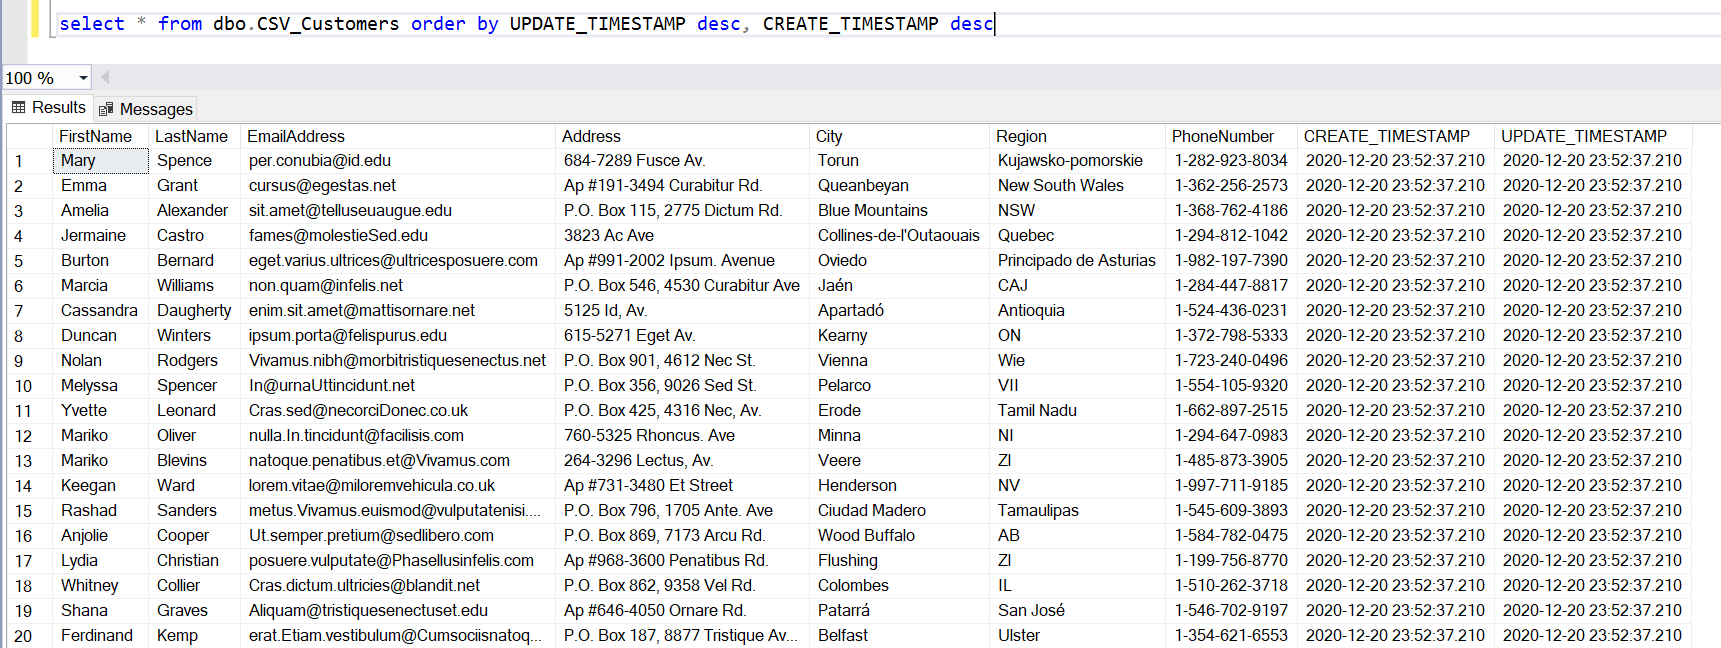 select * from dbo.CSV_Customers order by UPDATE_TIMESTAMP desc, CREATE_TIMESTAMP desc
100 %
Results Messages
FirstName LastName EmailAddress Address City Region PhoneNumber CREATE_TIMESTAMP UPDATE_TIMESTAMP
1 Mary Spence per.conubia@id.edu 684-7289 Fusce Av. Torun Kujawsko-pomorskie 1-282-923-8034 2020-12-20 23:52:37.210 2020-12-20 23:52:37.210
2 Emma Grant cursus@egestas.net Ap #191-3494 Curabitur Rd. Queanbeyan New South Wales 1-362-256-2573 2020-12-20 23:52:37.210 2020-12-20 23:52:37.210
3 Amelia Alexander sit.amet@telluseuaugue.edu P.O. Box 115, 2775 Dictum Rd. Blue Mountains NSW 1-368-762-4186 2020-12-20 23:52:37.210 2020-12-20 23:52:37.210
4 Jermaine Castro fames@molestieSed.edu 3823 Ac Ave Collines-de-l'Outaouais Quebec 1-294-812-1042 2020-12-20 23:52:37.210 2020-12-20 23:52:37.210
5 Burton Bernard eget.varius.ultrices@ultricesposuere.com Ap #991-2002 Ipsum. Avenue Oviedo Principado de Asturias 1-982-197-7390 2020-12-20 23:52:37.210 2020-12-20 23:52:37.210
6 Marcia Williams non.quam@infelis.net P.O. Box 546, 4530 Curabitur Ave Jaén CAJ 1-284-447-8817 2020-12-20 23:52:37.210 2020-12-20 23:52:37.210
7 Cassandra Daugherty enim.sit.amet@mattisornare.net 5125 Id, Av. Apartadó Antioquia 1-524-436-0231 2020-12-20 23:52:37.210 2020-12-20 23:52:37.210
8 Duncan Winters ipsum.porta@felispurus.edu 615-5271 Eget Av. Kearny ON 1-372-798-5333 2020-12-20 23:52:37.210 2020-12-20 23:52:37.210
9 Nolan Rodgers Vivamus.nibh@morbitristiquesenectus.net P.O. Box 901, 4612 Nec St. Vienna Wie 1-723-240-0496 2020-12-20 23:52:37.210 2020-12-20 23:52:37.210
10 Melyssa Spencer In@urnaUttincidunt.net P.O. Box 356, 9026 Sed St. Pelarco VII 1-554-105-9320 2020-12-20 23:52:37.210 2020-12-20 23:52:37.210
11 Yvette Leonard Cras.sed@necorciDonec.co.uk P.O. Box 425, 4316 Nec, Av. Erode Tamil Nadu 1-662-897-2515 2020-12-20 23:52:37.210 2020-12-20 23:52:37.210
12 Mariko Oliver nulla.In.tincidunt@facilisis.com 760-5325 Rhoncus. Ave Minna NI 1-294-647-0983 2020-12-20 23:52:37.210 2020-12-20 23:52:37.210
13 Mariko Blevins natoque.penatibus.et@Vivamus.com 264-3296 Lectus, Av. Veere ZI 1-485-873-3905 2020-12-20 23:52:37.210 2020-12-20 23:52:37.210
14 Keegan Ward lorem.vitae@miloremvehicula.co.uk Ap #731-3480 Et Street Henderson NV 1-997-711-9185 2020-12-20 23:52:37.210 2020-12-20 23:52:37.210
15 Rashad Sanders metus.Vivamus.euismod@vulputatenisi.... P.O. Box 796, 1705 Ante. Ave Ciudad Madero Tamaulipas 1-545-609-3893 2020-12-20 23:52:37.210 2020-12-20 23:52:37.210
16 Anjolie Cooper Ut.semper.pretium@sedlibero.com P.O. Box 869, 7173 Arcu Rd. Wood Buffalo AB 1-584-782-0475 2020-12-20 23:52:37.210 2020-12-20 23:52:37.210
17 Lydia Christian posuere.vulputate@Phasellusinfelis.com Ap #968-3600 Penatibus Rd. Flushing ZI 1-199-756-8770 2020-12-20 23:52:37.210 2020-12-20 23:52:37.210
18 Whitney Collier Cras.dictum.ultricies@blandit.net P.O. Box 862, 9358 Vel Rd. Colombes IL 1-510-262-3718 2020-12-20 23:52:37.210 2020-12-20 23:52:37.210
19 Shana Graves Aliquam@tristiquesenectuset.edu Ap #646-4050 Ornare Rd. Patarrá San José 1-546-702-9197 2020-12-20 23:52:37.210 2020-12-20 23:52:37.210
20 Ferdinand Kemp erat.Etiam.vestibulum@Cumsociisnatoq... P.O. Box 187, 8877 Tristique Av... Belfast Ulster 1-354-621-6553 2020-12-20 23:52:37.210 2020-12-20 23:52:37.210